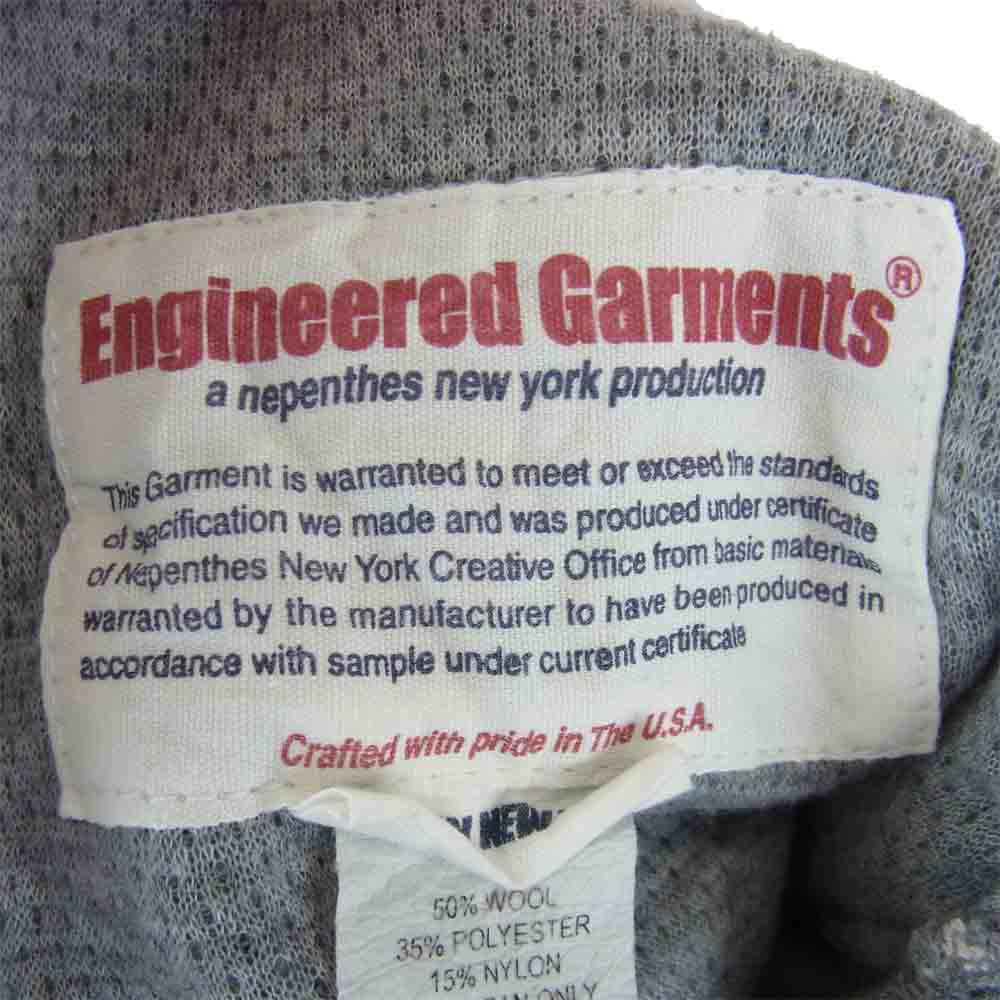 Engineered Garments®
a nepenthes new york production
This Garment is warranted to meet or exceed the standards
of specification we made and was produced under certificate
of Nepenthes New York Creative Office from basic materials
warranted by the manufacturer to have been produced in
accordance with sample under current certificate
Crafted with pride in The U.S.A.
NEW
50% WOOL
35% POLYESTER
15% NYLON
ONLY